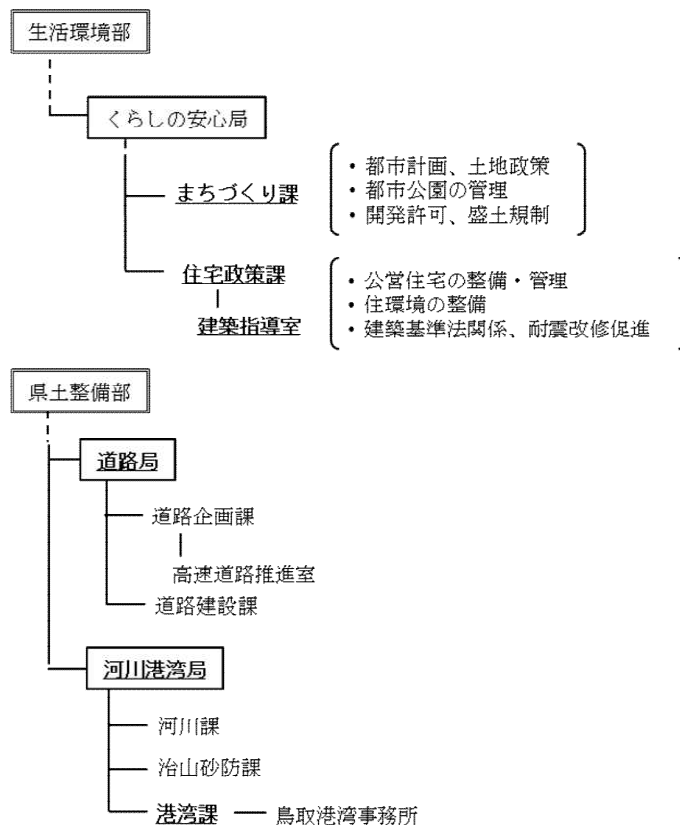 生活環境部
くらしの安心局
まちづくり課
・都市計画、土地政策
・都市公園の管理
・開発許可、盛土規制
住宅政策課
建築指導室
・公営住宅の整備・管理
・住環境の整備
・建築基準法関係、耐震改修促進
県土整備部
道路局
道路企画課
高速道路推進室
道路建設課
河川港湾局
河川課
治山砂防課
港湾課 鳥取港湾事務所